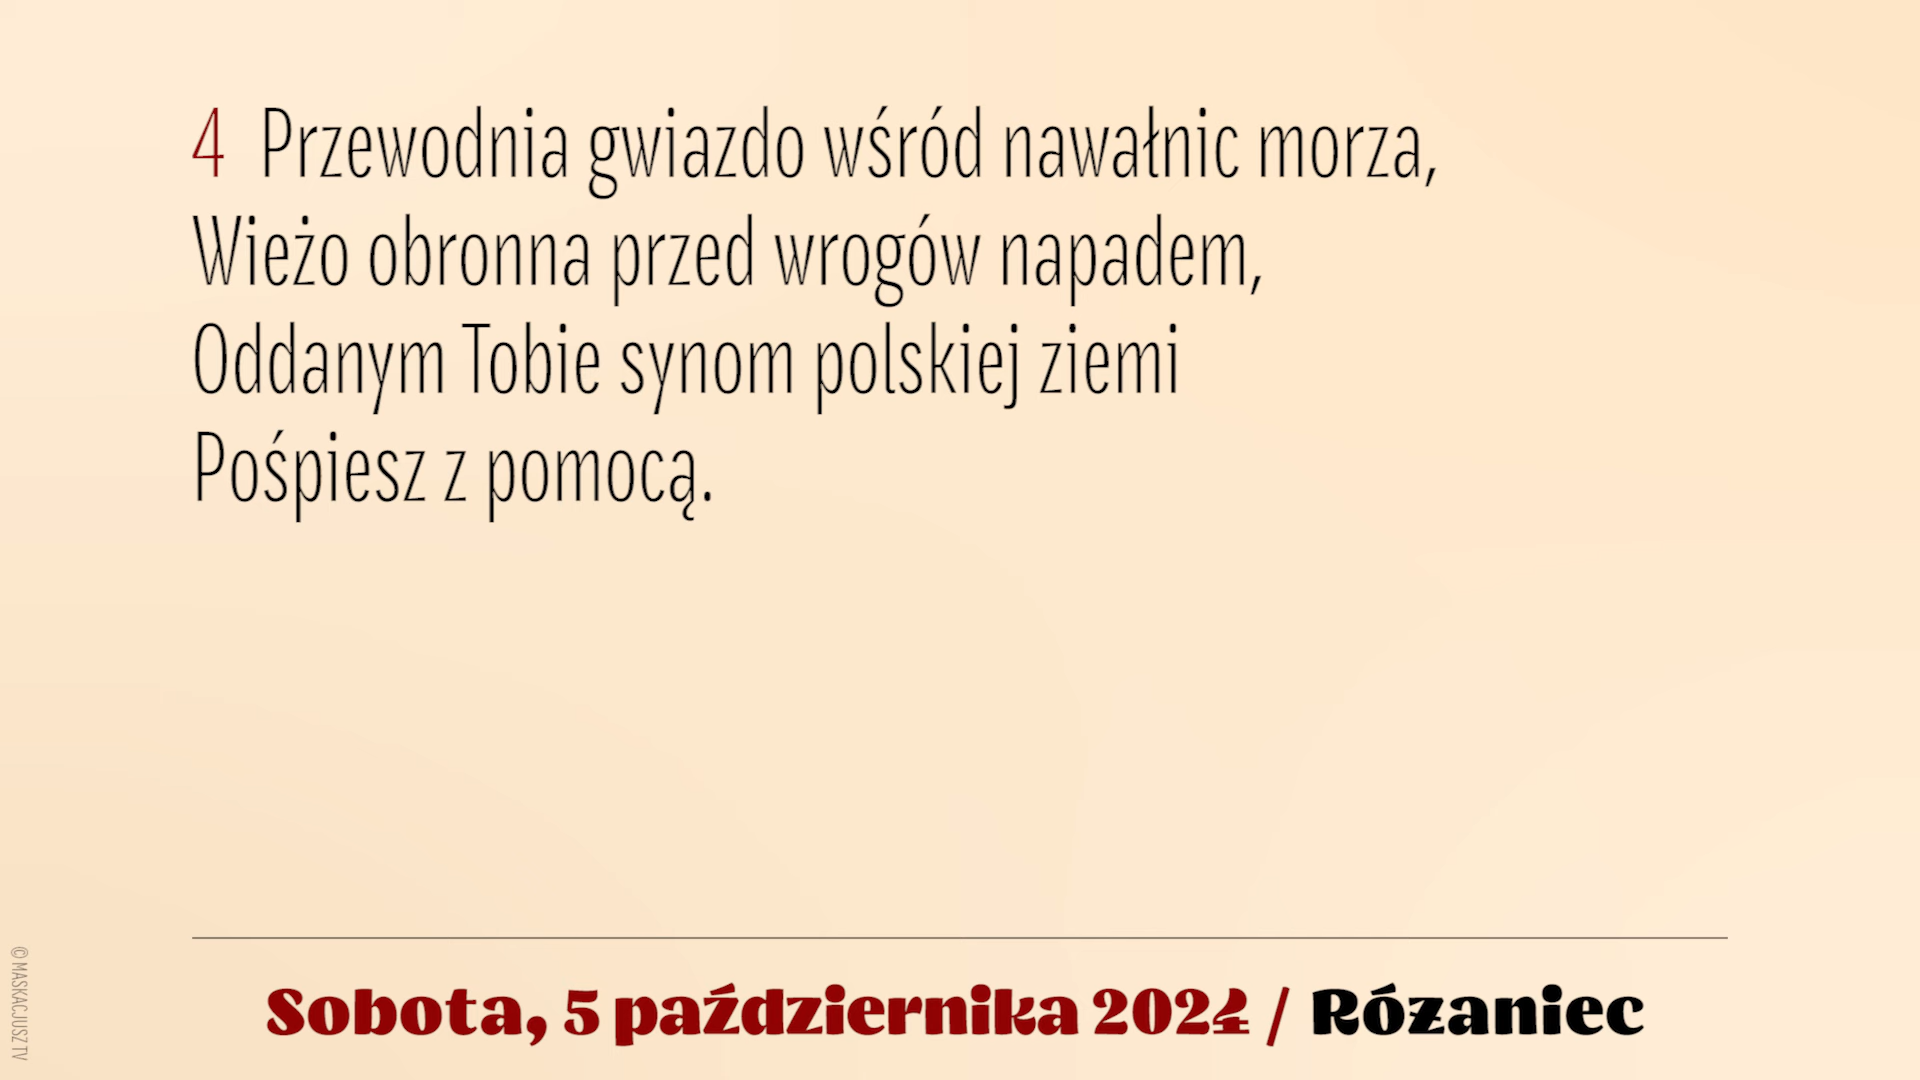 4 Przewodnia gwiazdo wśród nawałnic morza,
Wieżo obronna przed wrogów napadem,
Oddanym Tobie synom polskiej ziemi
Pośpiesz z pomocą.
Sobota, 5 października 2024 / Różaniec
© MASKACJUSZ TV